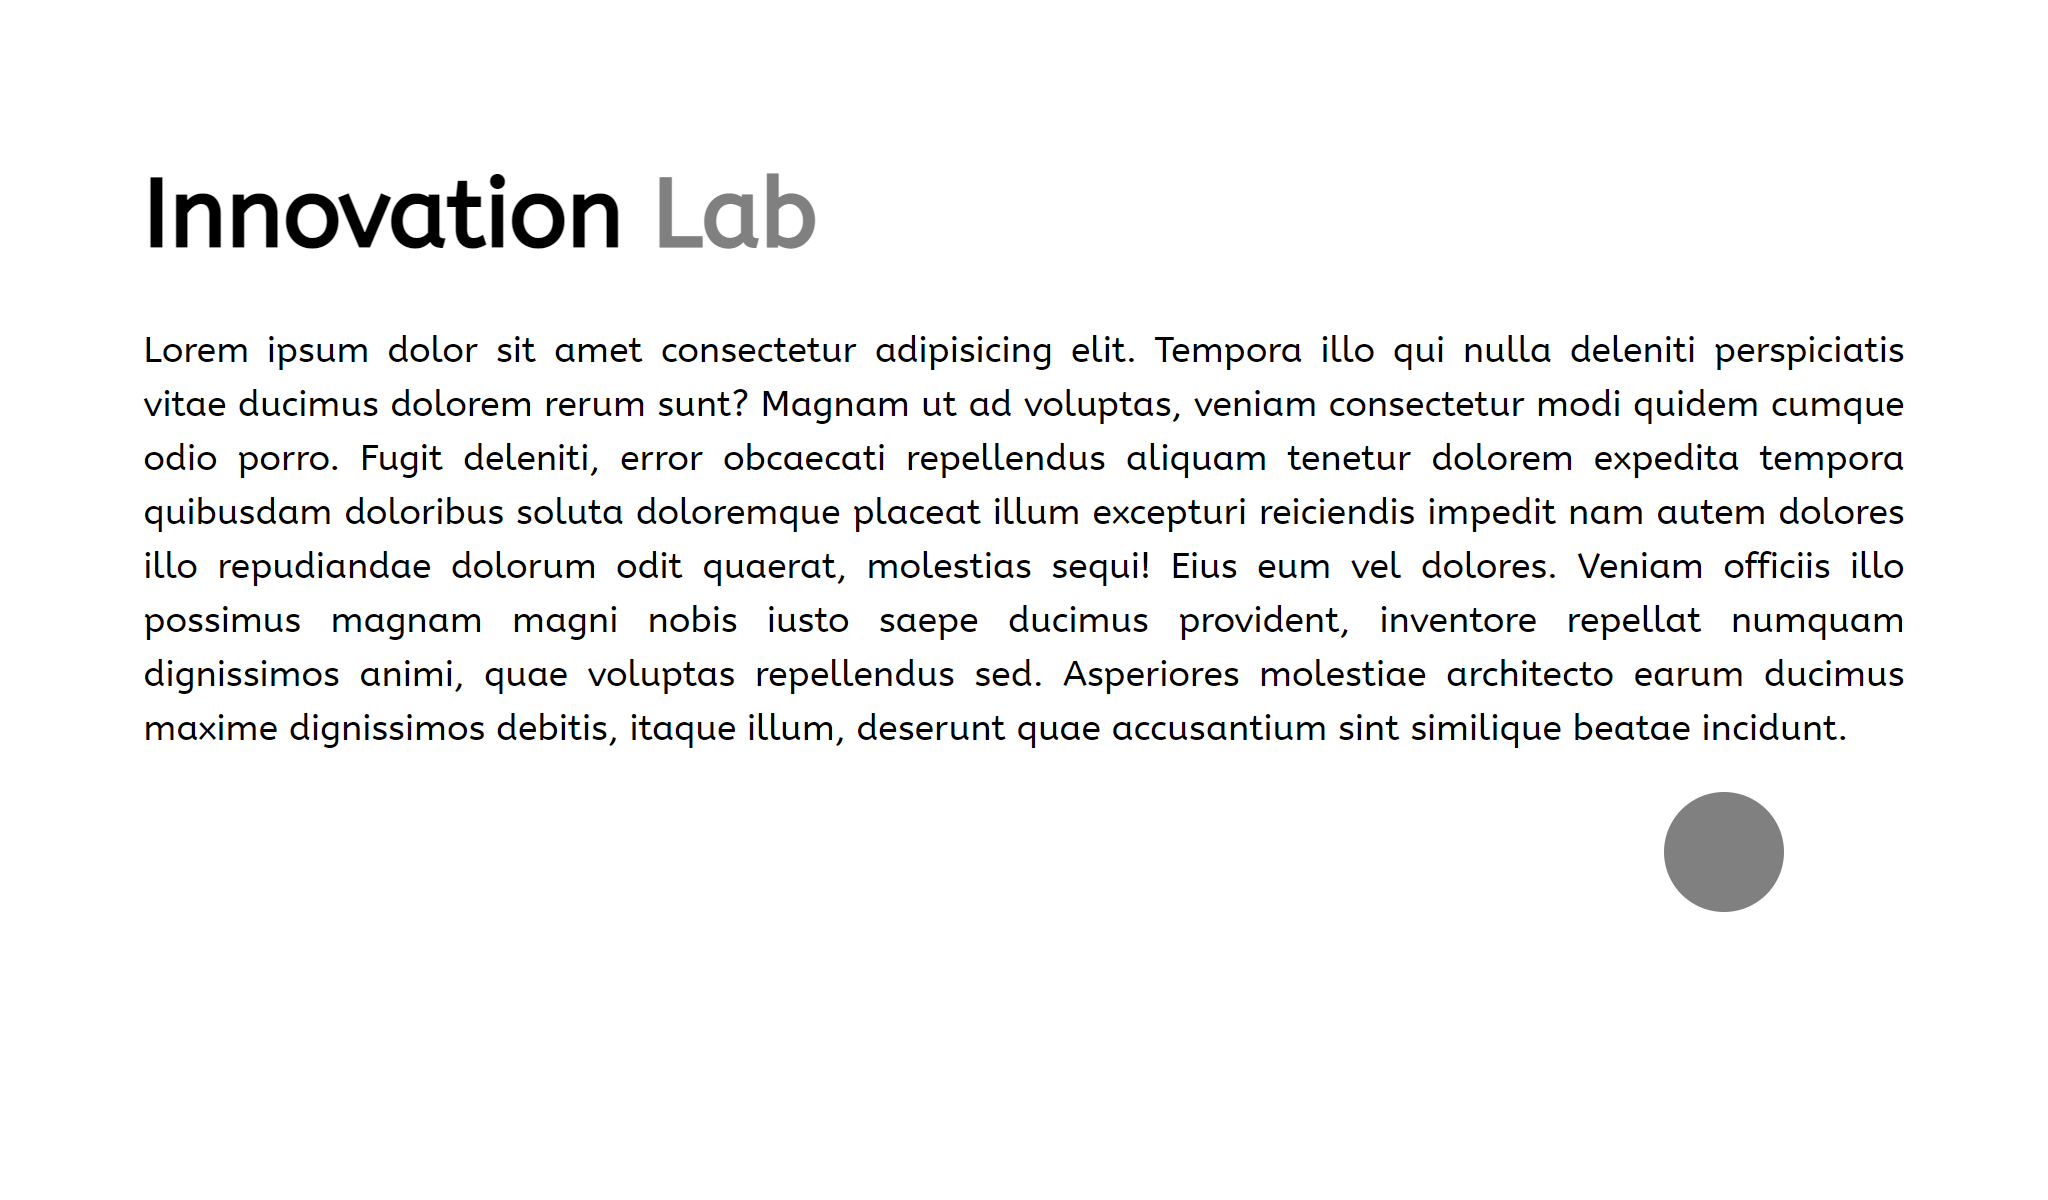 Innovation Lab
Lorem ipsum dolor sit amet consectetur adipisicing elit. Tempora illo qui nulla deleniti perspiciatis
vitae ducimus dolorem rerum sunt? Magnam ut ad voluptas, veniam consectetur modi quidem cumque
odio porro. Fugit deleniti, error obcaecati repellendus aliquam tenetur dolorem expedita tempora
quibusdam doloribus soluta doloremque placeat illum excepturi reiciendis impedit nam autem dolores
illo repudiandae dolorum odit quaerat, molestias sequi! Eius eum vel dolores. Veniam officiis illo
possimus magnam magni nobis iusto saepe ducimus provident, inventore repellat numquam
dignissimos animi, quae voluptas repellendus sed. Asperiores molestiae architecto earum ducimus
maxime dignissimos debitis, itaque illum, deserunt quae accusantium sint similique beatae incidunt.